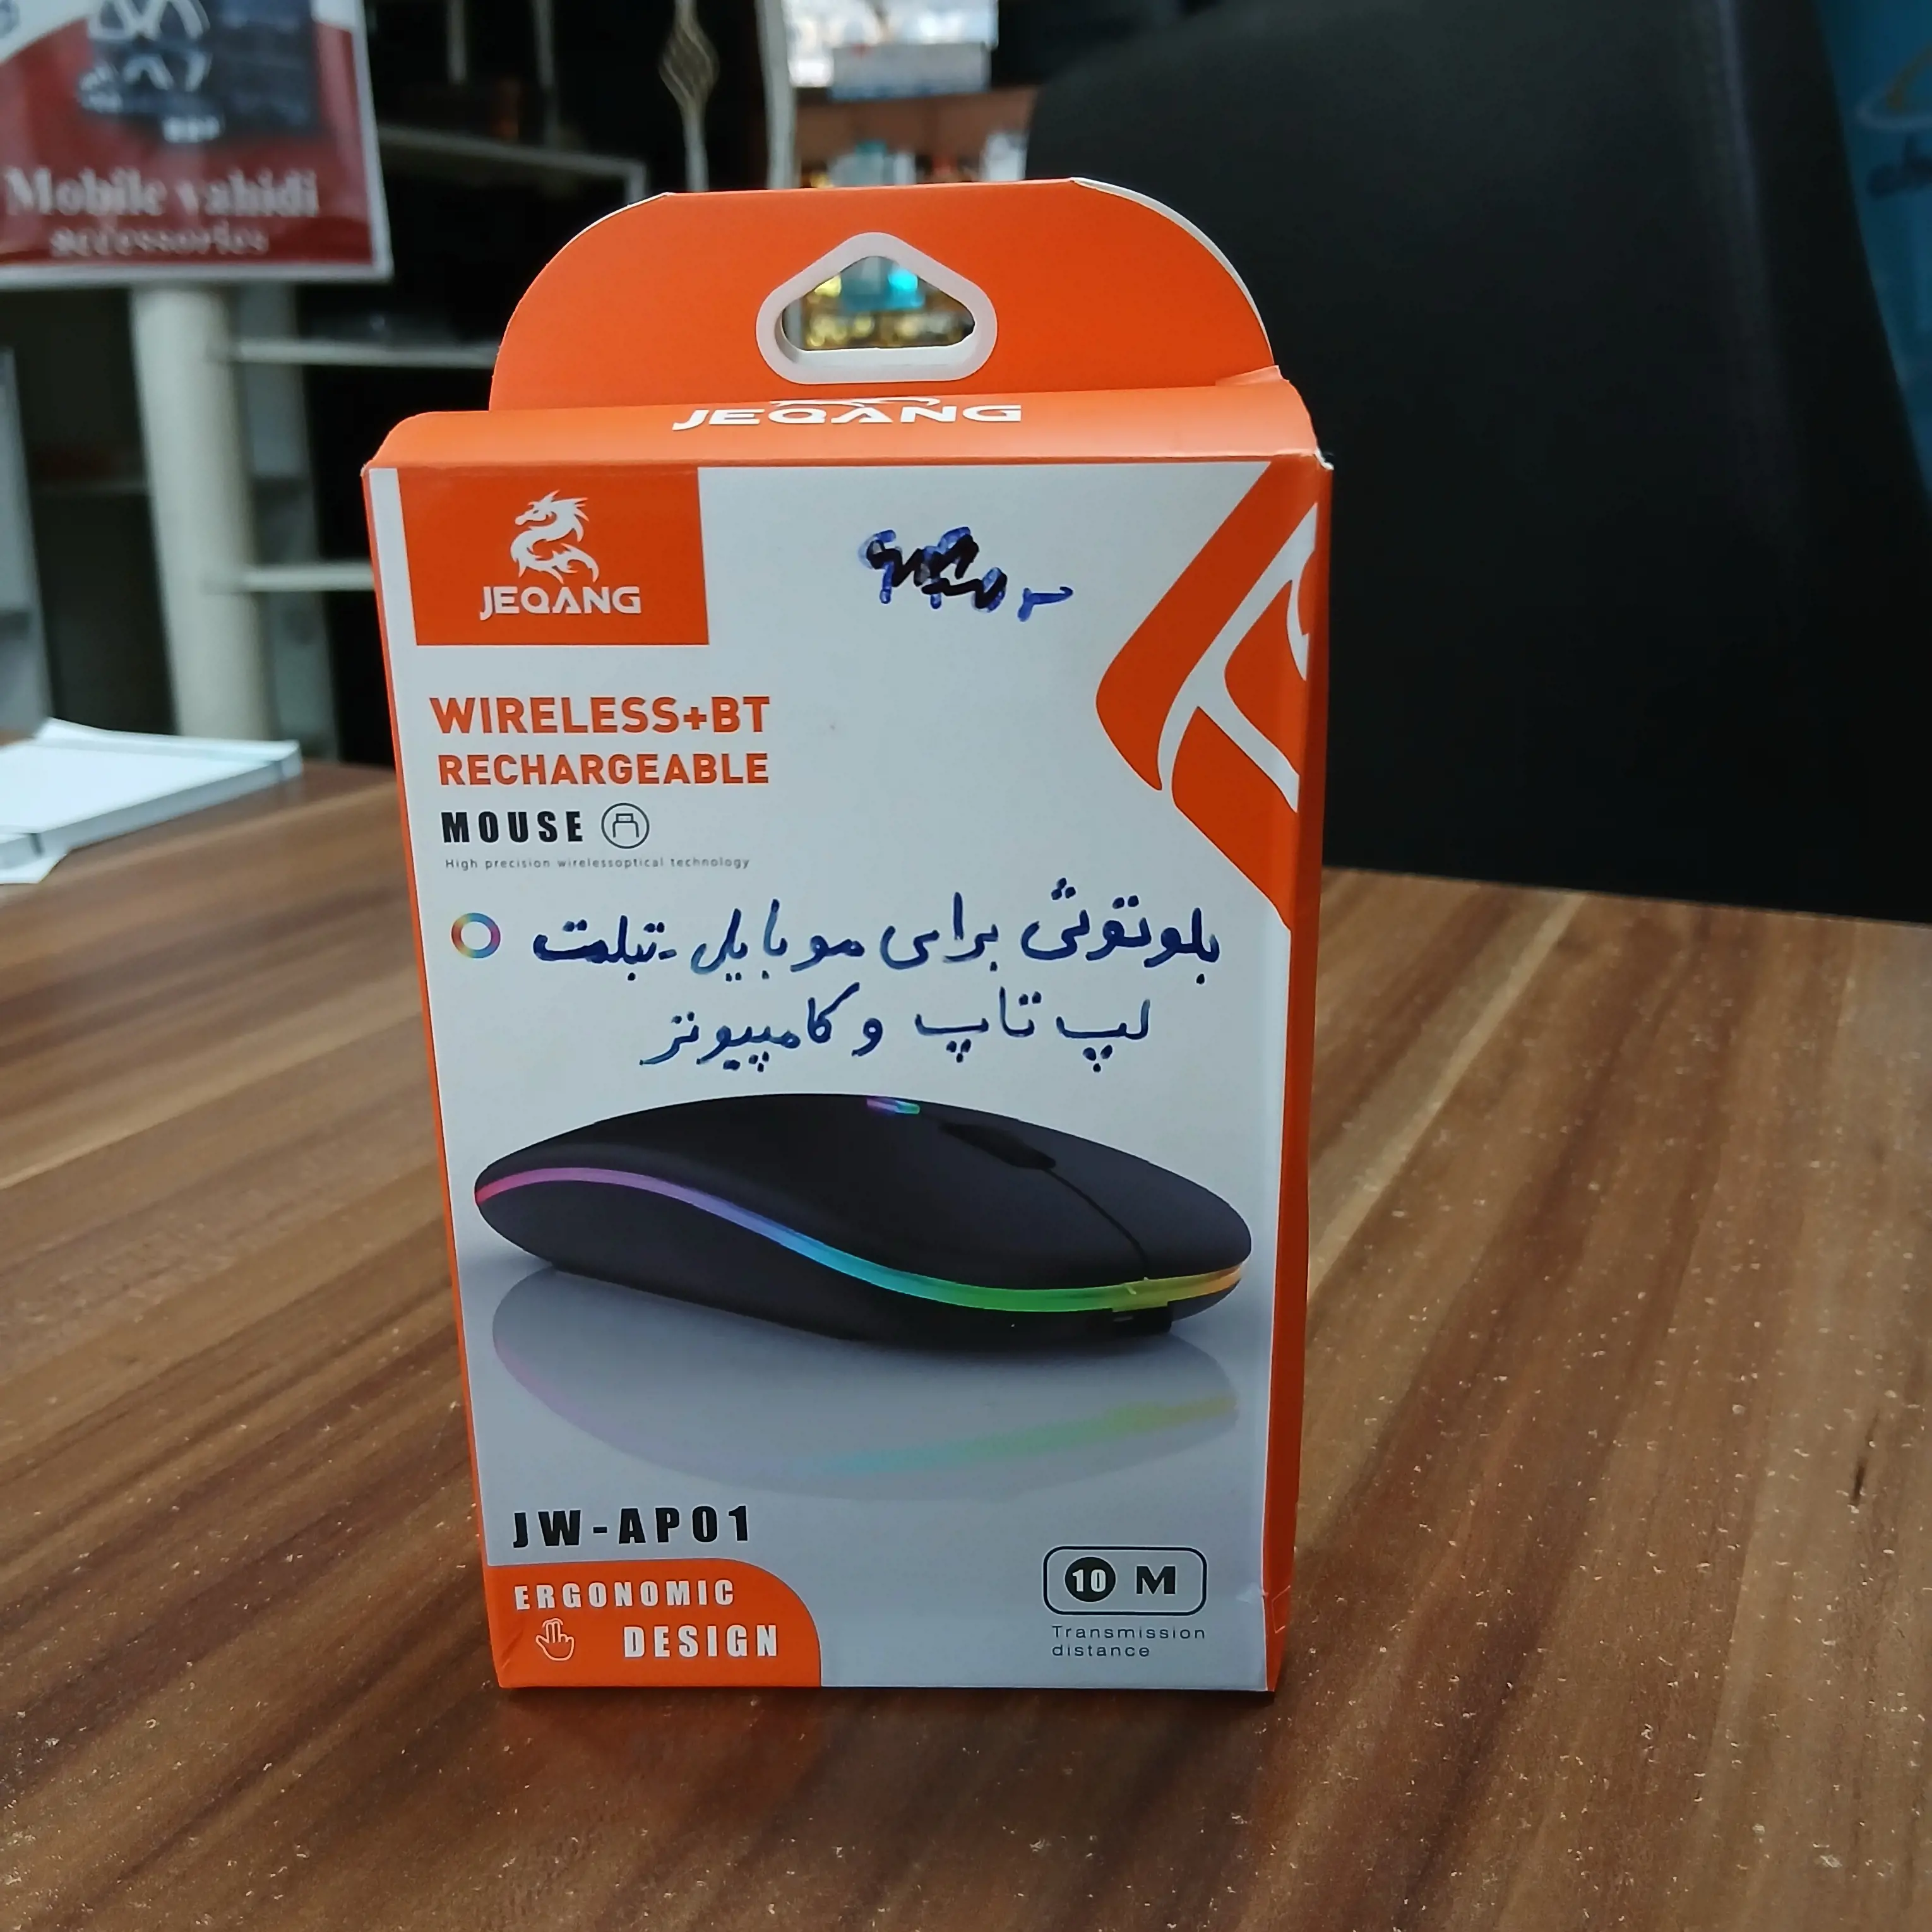 Mobile vahidi
accessories
JEQANG
JEQANG
WIRELESS+BT
RECHARGEABLE
MOUSE
High precision wirelessoptical technology
بلوتوثی برای موبایل - تبلت
لپ تاپ و کامپیوتر
JW-AP01
ERGONOMIC
DESIGN
10 M
Transmission
distance